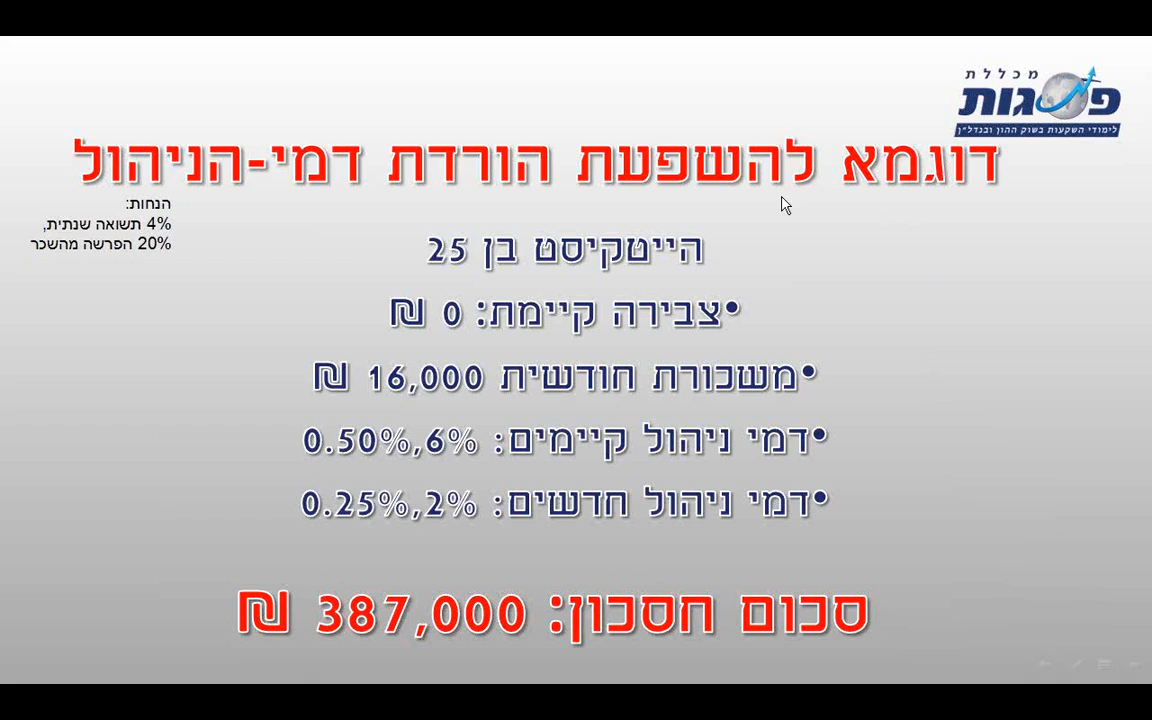 מכללת
פסגות
לימודי השקעות בשוק ההון ובנדל"ן
דוגמא להשפעת הורדת דמי-הניהול
הנחות:
4% תשואה שנתית,
20% הפרשה מהשכר
הייטקיסט בן 25
•צבירה קיימת: 0 ₪
•משכורת חודשית 16,000 ₪
•דמי ניהול קיימים: 6%,0.50%
•דמי ניהול חדשים: 2%,0.25%
סכום חסכון: 387,000 ₪